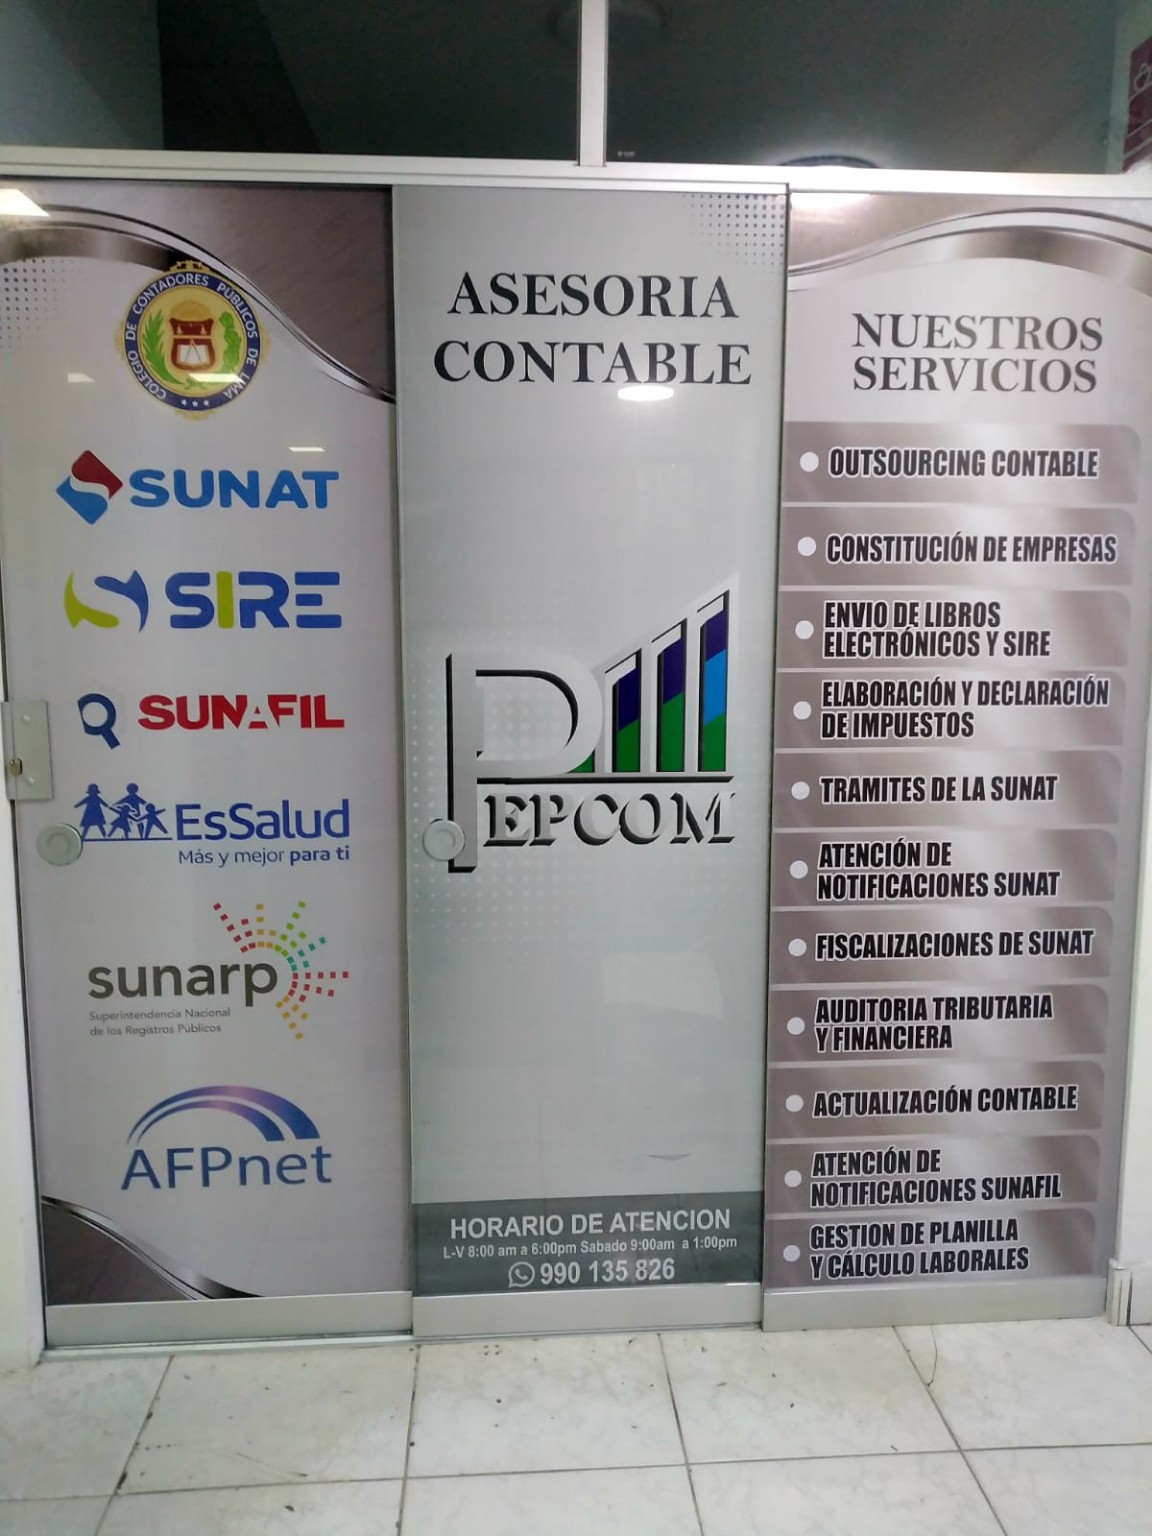 COLEGIO DE CONTADORES PÚBLICOS DE LIMA
SUNAT
SIRE
SUNAFIL
EsSalud
Más y mejor para ti
sunarp
Superintendencia Nacional
de los Registros Públicos
AFPnet
ASESORIA
CONTABLE
PEPCOM
HORARIO DE ATENCION
L-V 8:00 am a 6:00pm Sabado 9:00am a 1:00pm
990 135 826
NUESTROS
SERVICIOS
OUTSOURCING CONTABLE
CONSTITUCIÓN DE EMPRESAS
ENVIO DE LIBROS
ELECTRÓNICOS Y SIRE
ELABORACIÓN Y DECLARACIÓN
DE IMPUESTOS
TRAMITES DE LA SUNAT
ATENCIÓN DE
NOTIFICACIONES SUNAT
FISCALIZACIONES DE SUNAT
AUDITORIA TRIBUTARIA
Y FINANCIERA
ACTUALIZACIÓN CONTABLE
ATENCIÓN DE
NOTIFICACIONES SUNAFIL
GESTION DE PLANILLA
Y CÁLCULO LABORALES